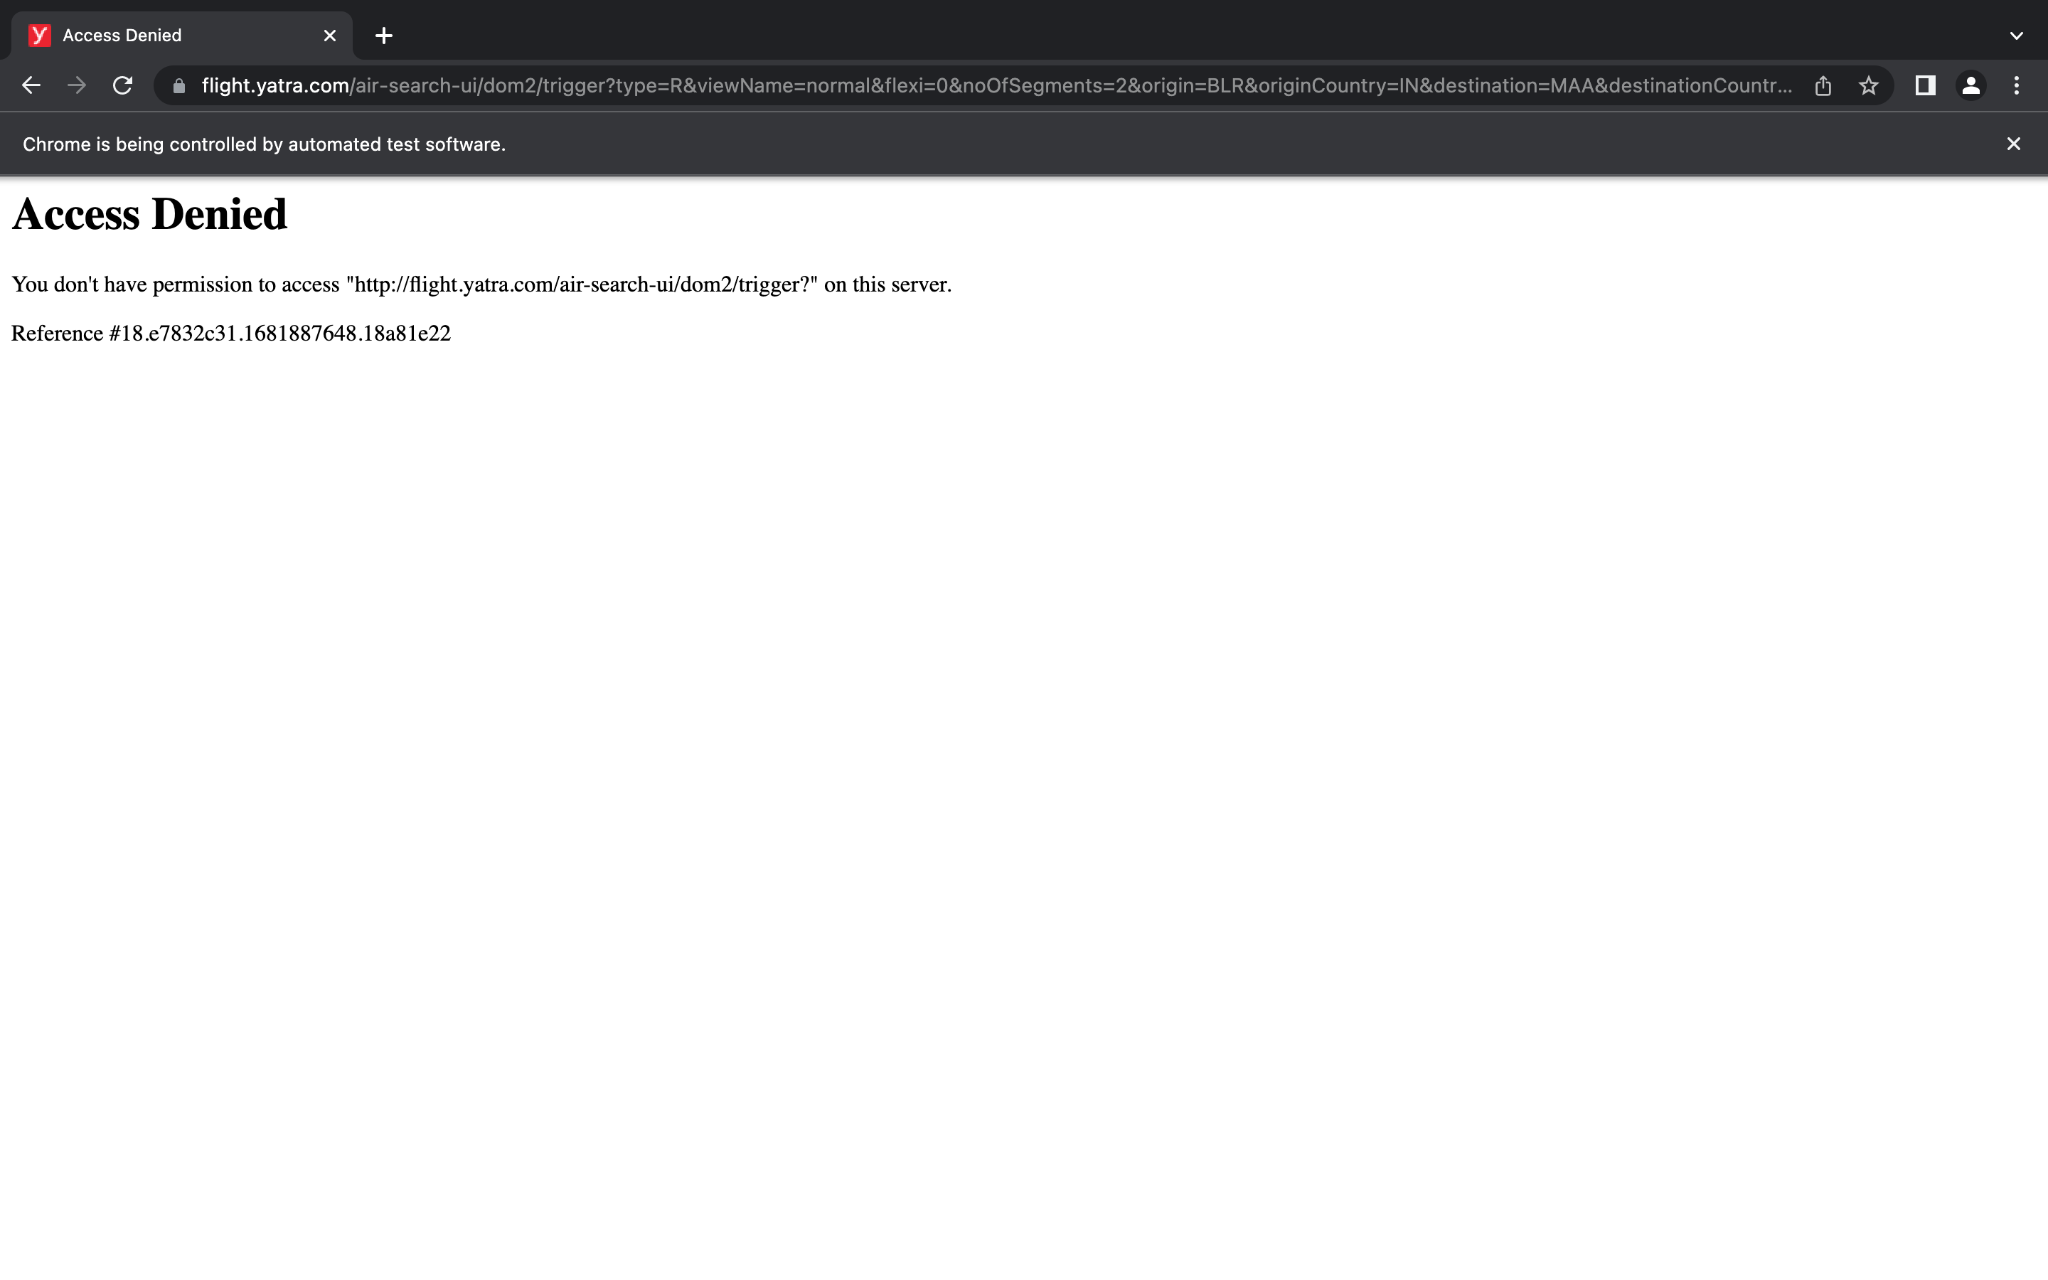 Access Denied
flight.yatra.com/air-search-ui/dom2/trigger?type=R&viewName=normal&flexi=0&noOfSegments=2&origin=BLR&originCountry=IN&destination=MAA&destinationCountr...
Chrome is being controlled by automated test software.
Access Denied
You don't have permission to access "http://flight.yatra.com/air-search-ui/dom2/trigger?" on this server.
Reference #18.e7832c31.1681887648.18a81e22